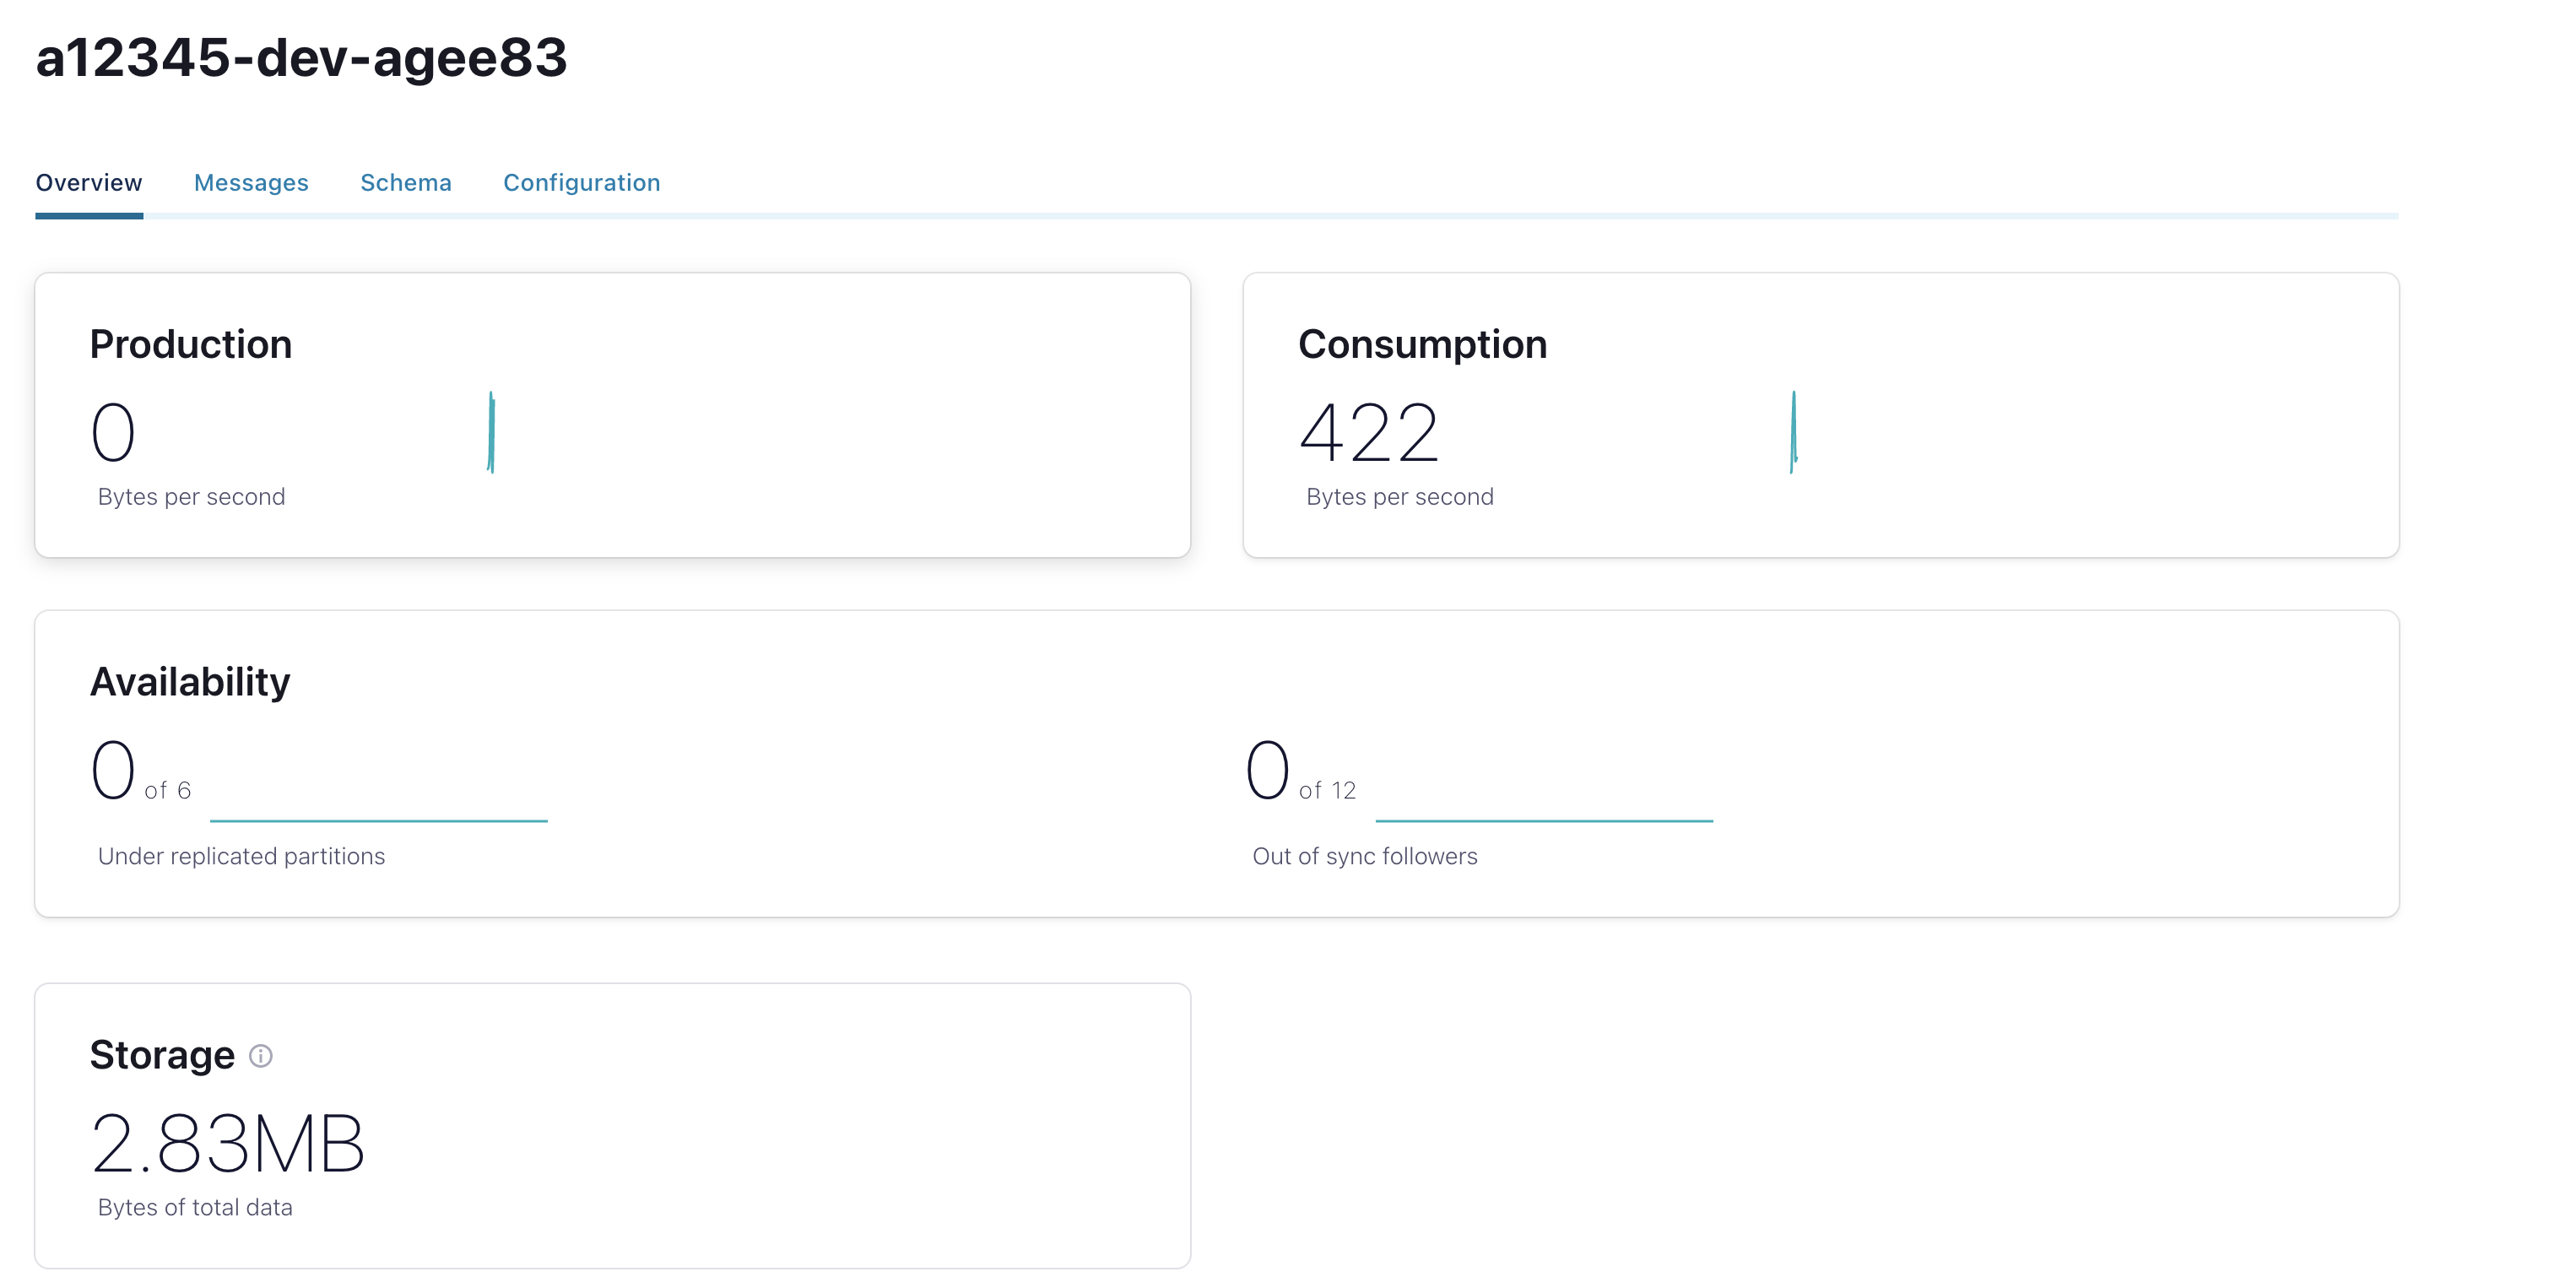 a12345-dev-agee83
Overview Messages Schema Configuration
Production
0
Bytes per second
Consumption
422
Bytes per second
Availability
0 of 6
Under replicated partitions
0 of 12
Out of sync followers
Storage
2.83MB
Bytes of total data